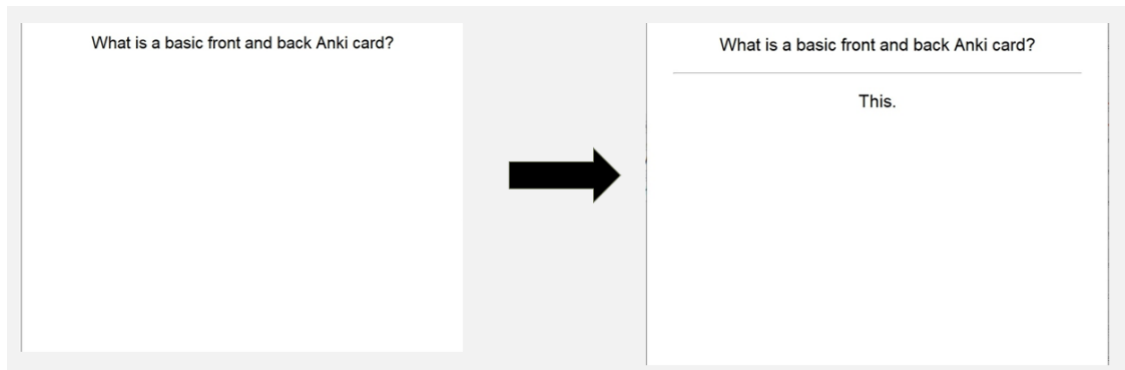 What is a basic front and back Anki card?
What is a basic front and back Anki card?
This.